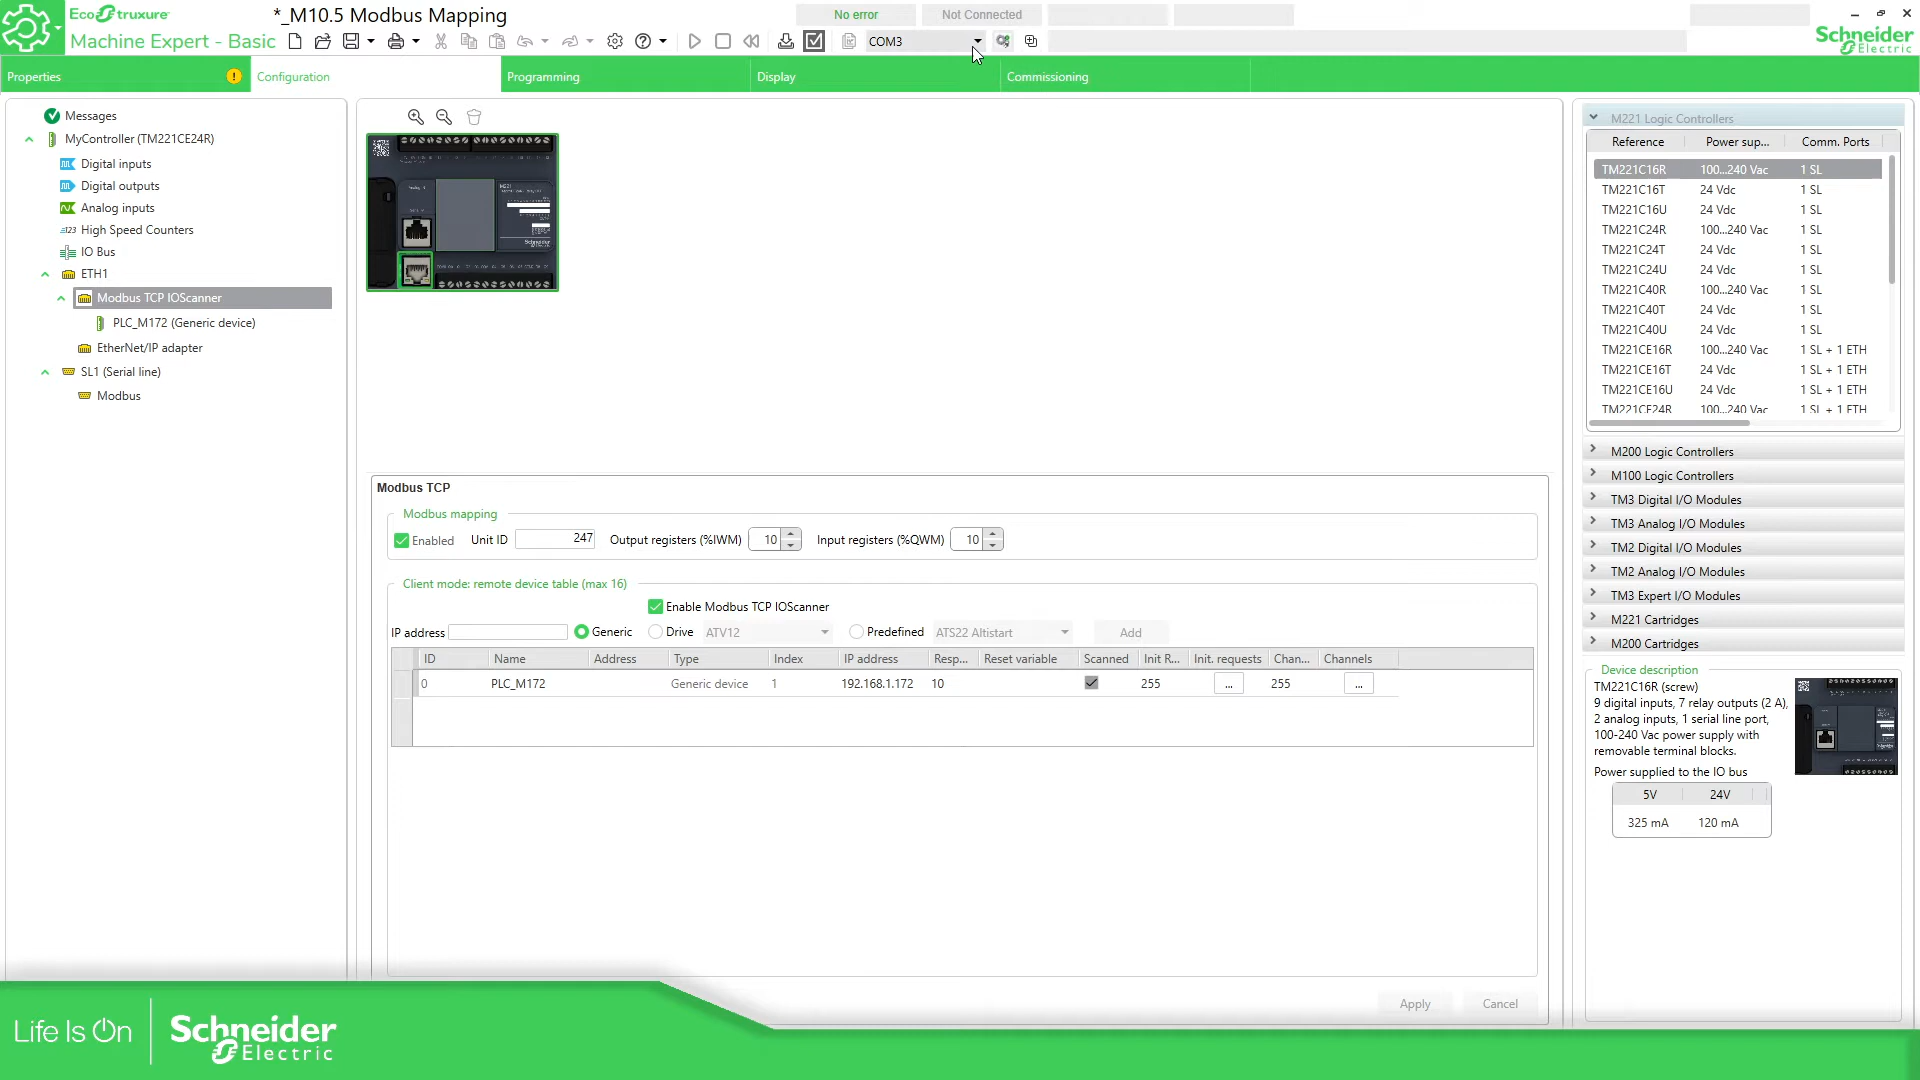 EcoStruxure
Machine Expert - Basic
*_M10.5 Modbus Mapping
No error
Not Connected
COM3
Schneider
Electric
Properties
Configuration
Programming
Display
Commissioning
Messages
MyController (TM221CE24R)
Digital inputs
Digital outputs
Analog inputs
High Speed Counters
IO Bus
ETH1
Modbus TCP IOScanner
PLC_M172 (Generic device)
EtherNet/IP adapter
SL1 (Serial line)
Modbus
Modbus TCP
Modbus mapping
Enabled Unit ID 247 Output registers (%IWM) 10 Input registers (%QWM) 10
Client mode: remote device table (max 16)
Enable Modbus TCP IOScanner
IP address Generic Drive ATV12 Predefined ATS22 Altistart Add
ID Name Address Type Index IP address Resp... Reset variable Scanned Init R... Init. requests Chan... Channels
0 PLC_M172 Generic device 1 192.168.1.172 10 255 ... 255 ...
Apply Cancel
M221 Logic Controllers
Reference Power sup... Comm. Ports
TM221C16R 100...240 Vac 1 SL
TM221C16T 24 Vdc 1 SL
TM221C16U 24 Vdc 1 SL
TM221C24R 100...240 Vac 1 SL
TM221C24T 24 Vdc 1 SL
TM221C24U 24 Vdc 1 SL
TM221C40R 100...240 Vac 1 SL
TM221C40T 24 Vdc 1 SL
TM221C40U 24 Vdc 1 SL
TM221CE16R 100...240 Vac 1 SL + 1 ETH
TM221CE16T 24 Vdc 1 SL + 1 ETH
TM221CE16U 24 Vdc 1 SL + 1 ETH
TM221CE24R 100...240 Vac 1 SL + 1 ETH
M200 Logic Controllers
M100 Logic Controllers
TM3 Digital I/O Modules
TM3 Analog I/O Modules
TM2 Digital I/O Modules
TM2 Analog I/O Modules
TM3 Expert I/O Modules
M221 Cartridges
M200 Cartridges
Device description
TM221C16R (screw)
9 digital inputs, 7 relay outputs (2 A),
2 analog inputs, 1 serial line port,
100-240 Vac power supply with
removable terminal blocks.
Power supplied to the IO bus
5V 24V
325 mA 120 mA
Life Is On
Schneider
Electric